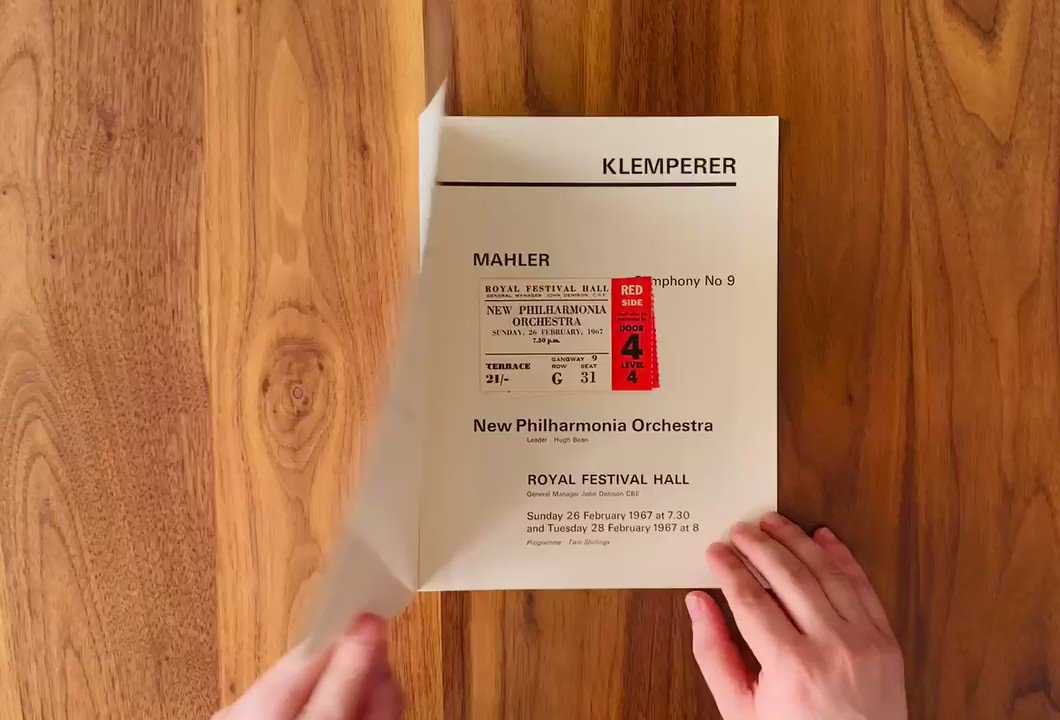 KLEMPERER
MAHLER
Symphony No 9
ROYAL FESTIVAL HALL
GENERAL MANAGER JOHN DENISON C.B.E.
NEW PHILHARMONIA
ORCHESTRA
SUNDAY, 26 FEBRUARY, 1967
7.30 p.m.
TERRACE
21/-
GANGWAY 9
ROW SEAT
G 31
RED
SIDE
DOOR
4
LEVEL
4
New Philharmonia Orchestra
Leader Hugh Bean
ROYAL FESTIVAL HALL
General Manager John Denison CBE
Sunday 26 February 1967 at 7.30
and Tuesday 28 February 1967 at 8
Programme Two Shillings